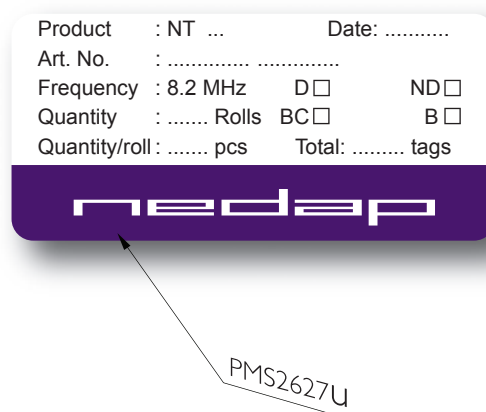 Product : NT ... Date: ...........
Art. No. : .............. ..............
Frequency : 8.2 MHz D☐ ND☐
Quantity : ....... Rolls BC☐ B☐
Quantity/roll : ....... pcs Total: ......... tags
nedap
PMS2627U